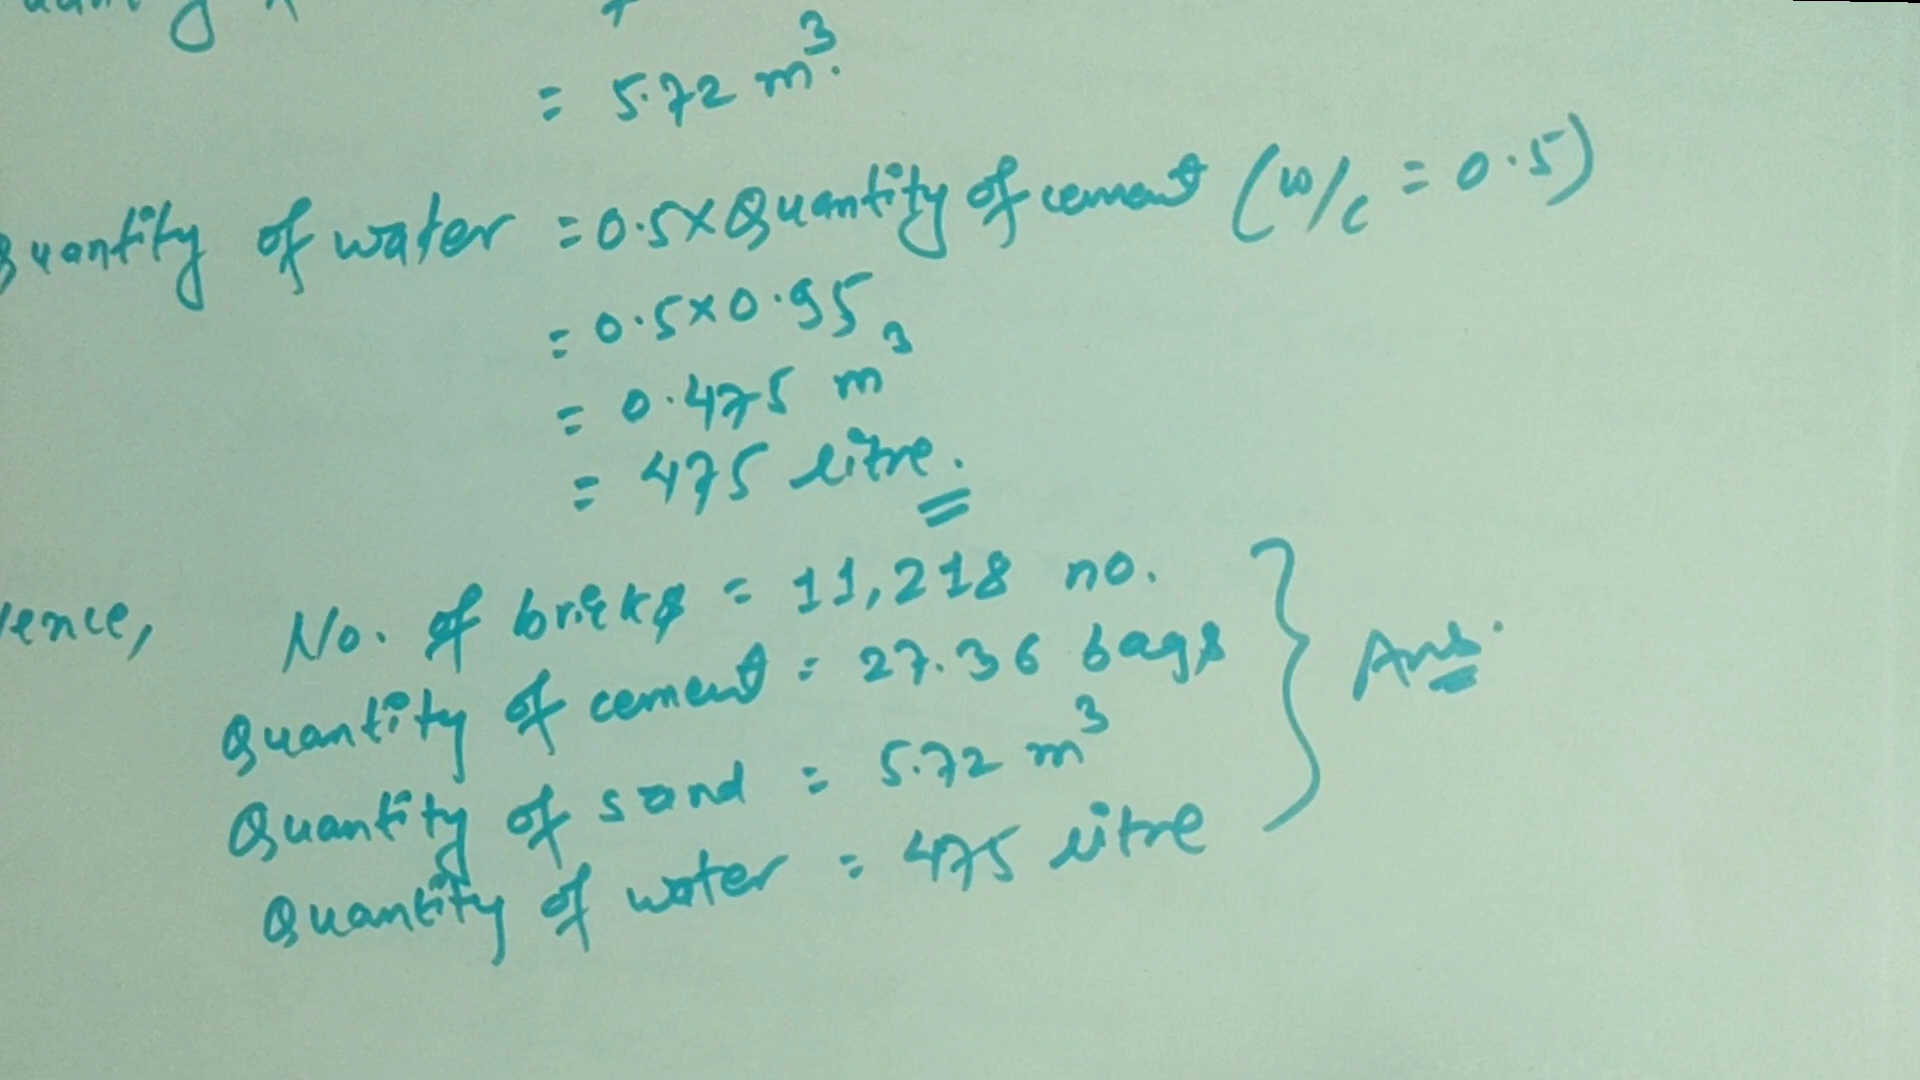 = 5.72 m³.
Quantity of water = 0.5 x Quantity of cement (w/c = 0.5)
= 0.5 x 0.95
= 0.475 m³
= 475 litre.
Hence, No. of bricks = 11,218 no.
Quantity of cement = 27.36 bags
Quantity of sand = 5.72 m³
Quantity of water = 475 litre
Ans.